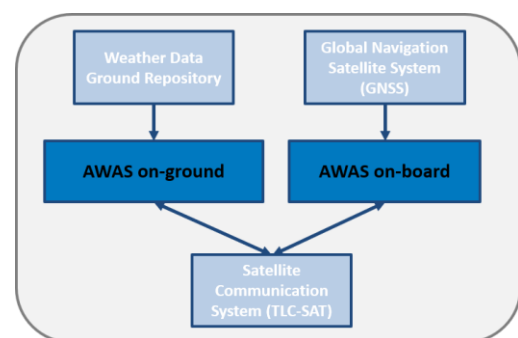 Weather Data
Ground Repository
Global Navigation
Satellite System
(GNSS)
AWAS on-ground
AWAS on-board
Satellite
Communication
System (TLC-SAT)